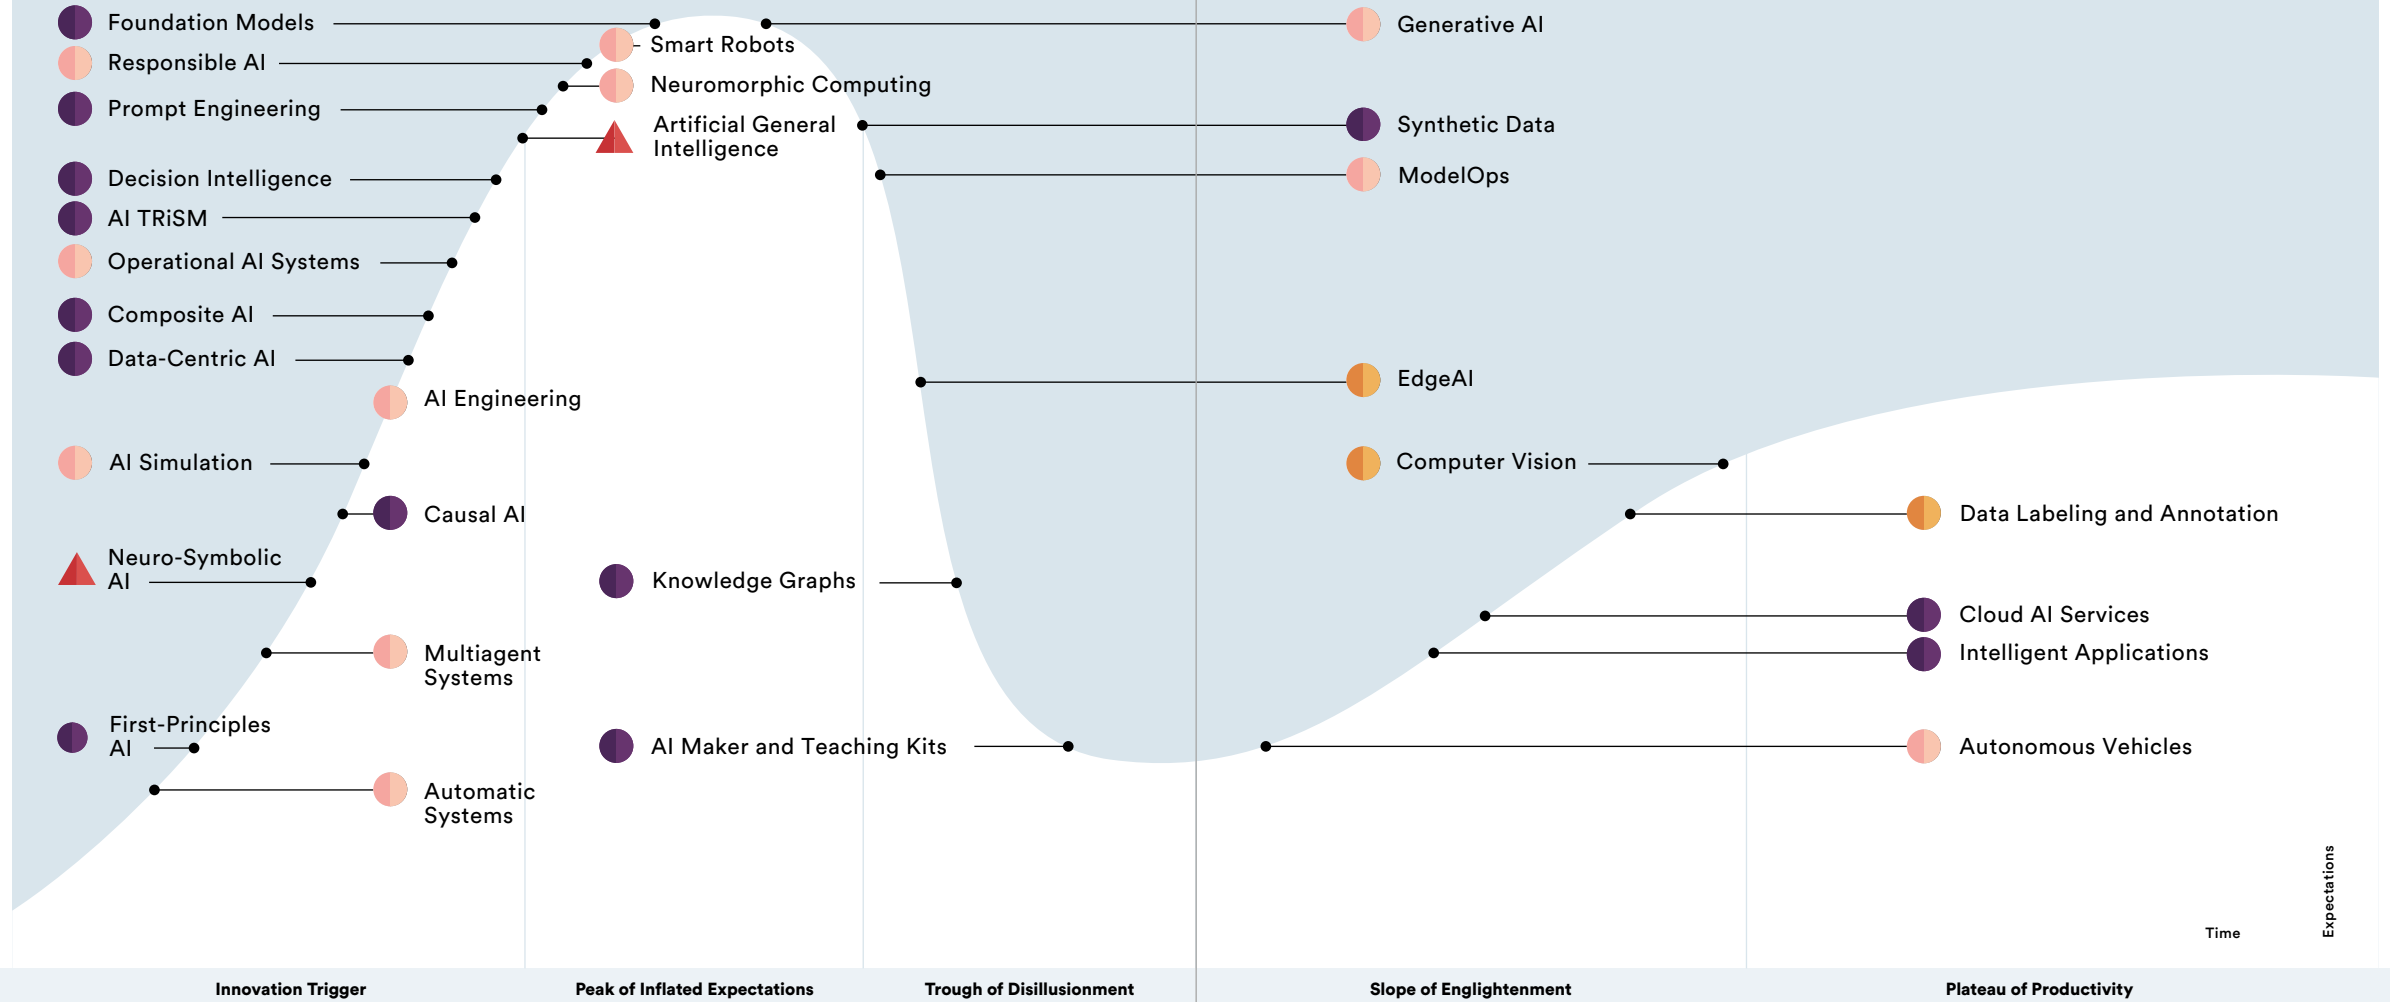 Foundation Models
Responsible AI
Prompt Engineering
Decision Intelligence
AI TRiSM
Operational AI Systems
Composite AI
Data-Centric AI
AI Engineering
AI Simulation
Causal AI
Neuro-Symbolic
AI
Multiagent
Systems
First-Principles
AI
Automatic
Systems
Smart Robots
Neuromorphic Computing
Artificial General
Intelligence
Knowledge Graphs
AI Maker and Teaching Kits
Generative AI
Synthetic Data
ModelOps
EdgeAI
Computer Vision
Data Labeling and Annotation
Cloud AI Services
Intelligent Applications
Autonomous Vehicles
Expectations
Time
Innovation Trigger
Peak of Inflated Expectations
Trough of Disillusionment
Slope of Englightenment
Plateau of Productivity